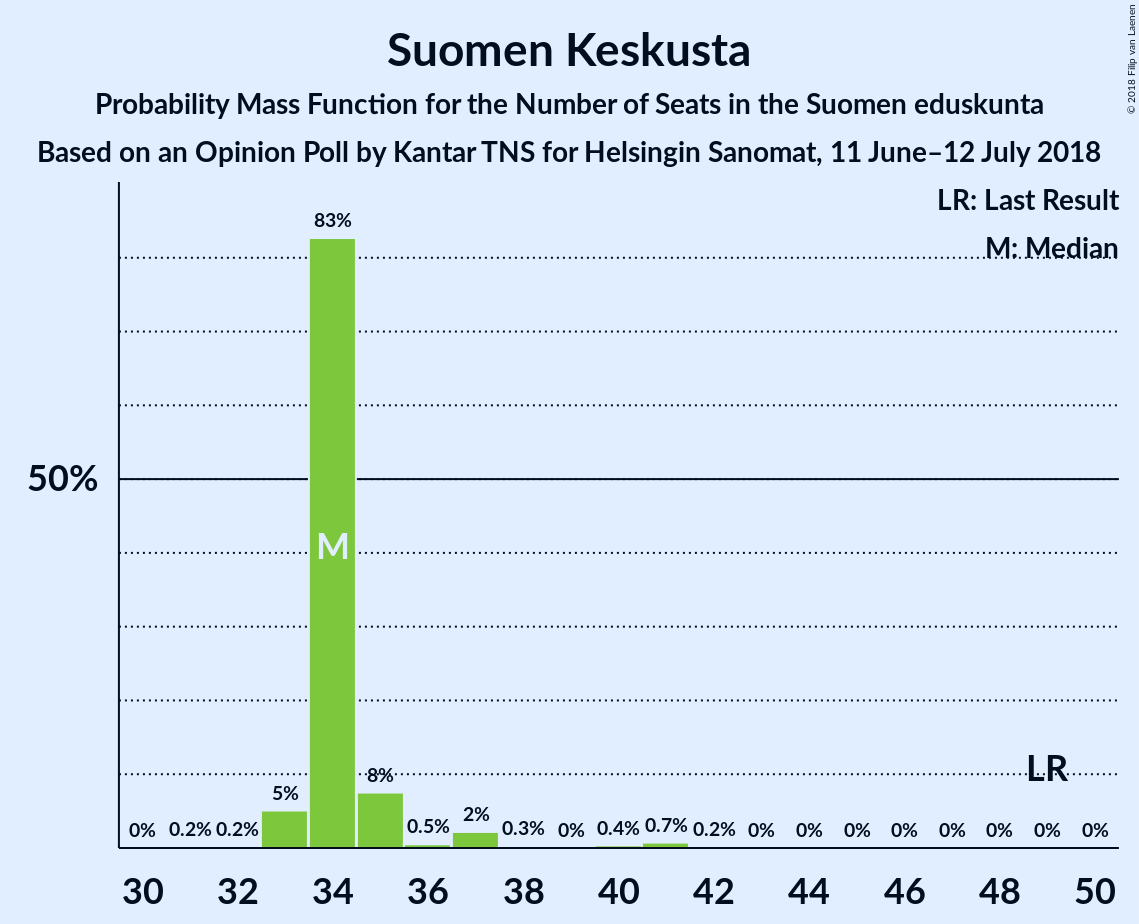 Suomen Keskusta
Probability Mass Function for the Number of Seats in the Suomen eduskunta
Based on an Opinion Poll by Kantar TNS for Helsingin Sanomat, 11 June–12 July 2018
© 2018 Filip van Laenen
LR: Last Result
M: Median
83%
50%
M
LR
0% 0.2% 0.2% 5% 8% 0.5% 2% 0.3% 0% 0.4% 0.7% 0.2% 0% 0% 0% 0% 0% 0% 0% 0%
30 32 34 36 38 40 42 44 46 48 50